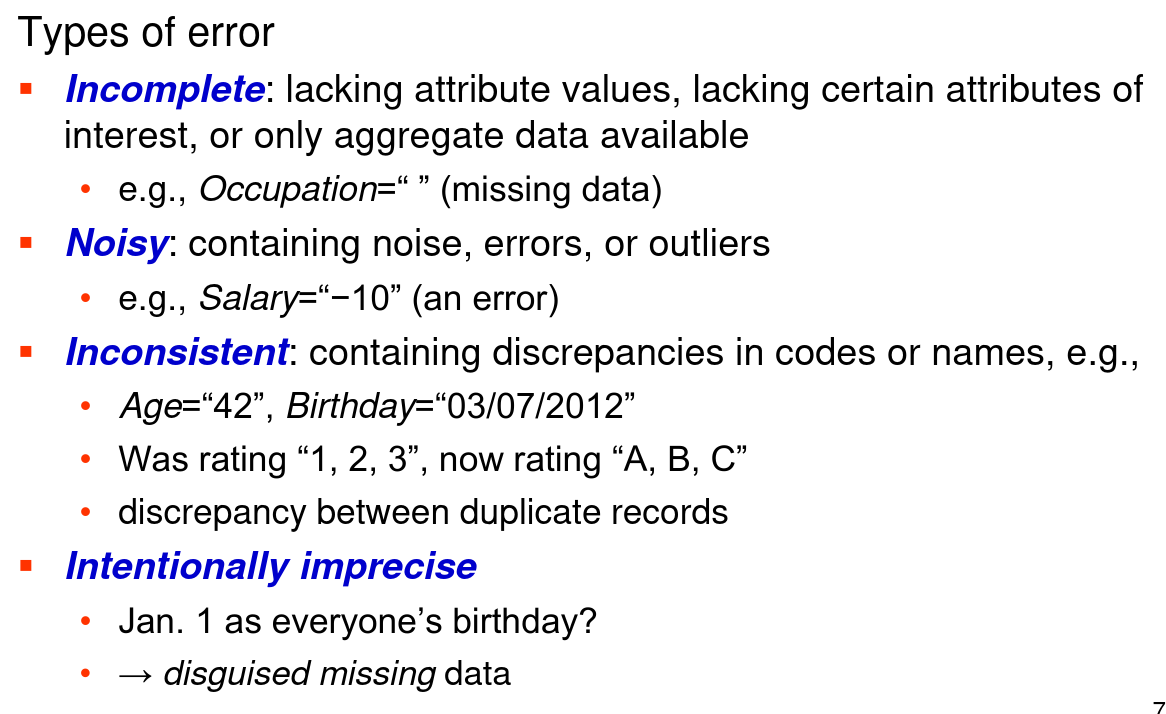 Types of error
▪ Incomplete: lacking attribute values, lacking certain attributes of
interest, or only aggregate data available
• e.g., Occupation=“ ” (missing data)
▪ Noisy: containing noise, errors, or outliers
• e.g., Salary=“−10” (an error)
▪ Inconsistent: containing discrepancies in codes or names, e.g.,
• Age=“42”, Birthday=“03/07/2012”
• Was rating “1, 2, 3”, now rating “A, B, C”
• discrepancy between duplicate records
▪ Intentionally imprecise
• Jan. 1 as everyone’s birthday?
• → disguised missing data
7